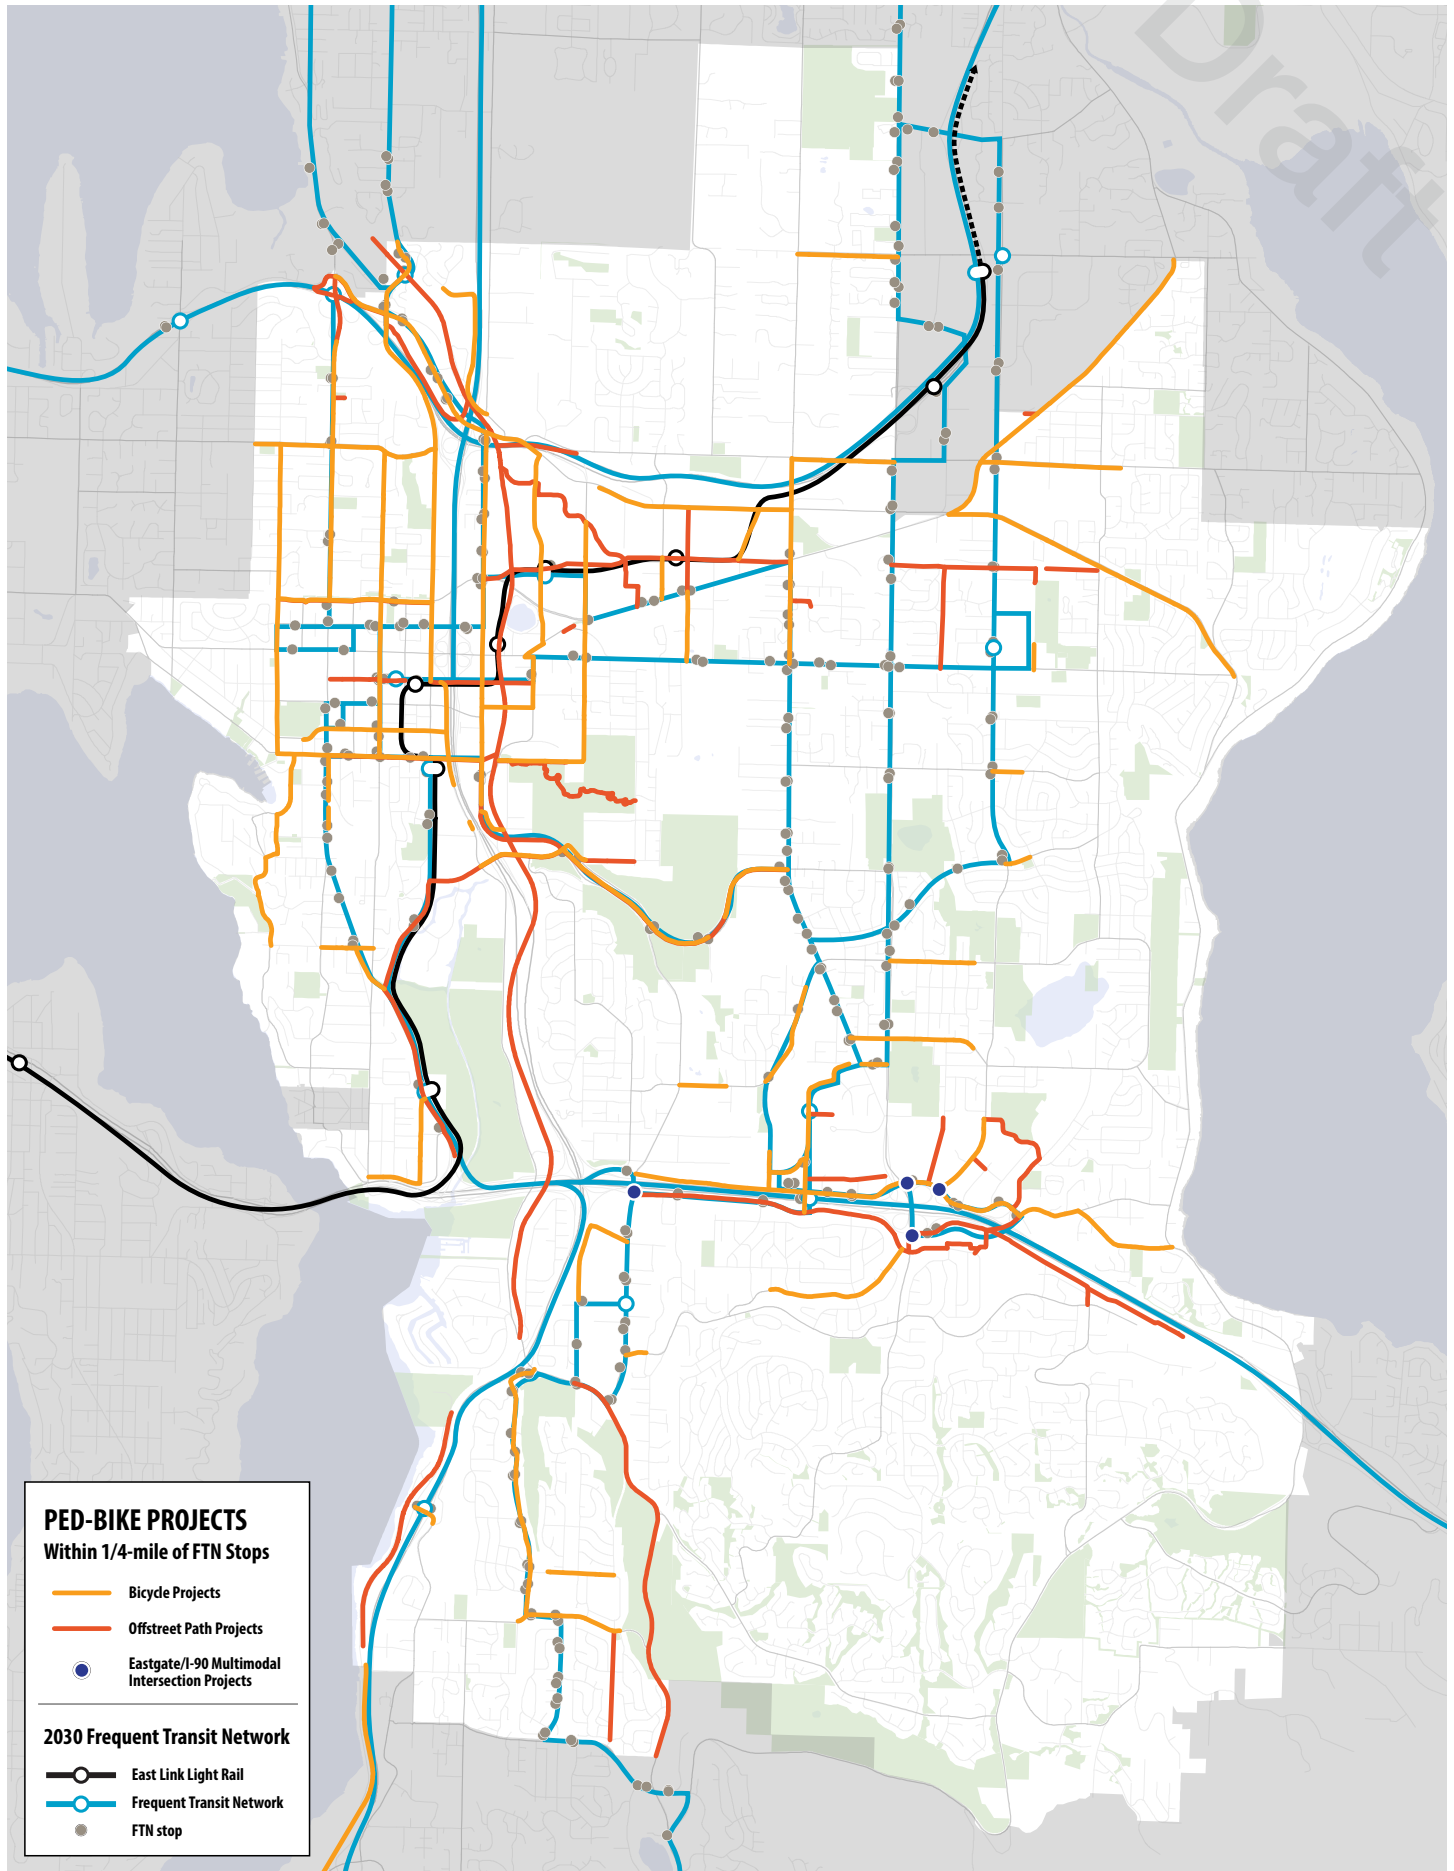 Draft
PED-BIKE PROJECTS
Within 1/4-mile of FTN Stops
Bicycle Projects
Offstreet Path Projects
Eastgate/I-90 Multimodal
Intersection Projects
2030 Frequent Transit Network
East Link Light Rail
Frequent Transit Network
FTN stop